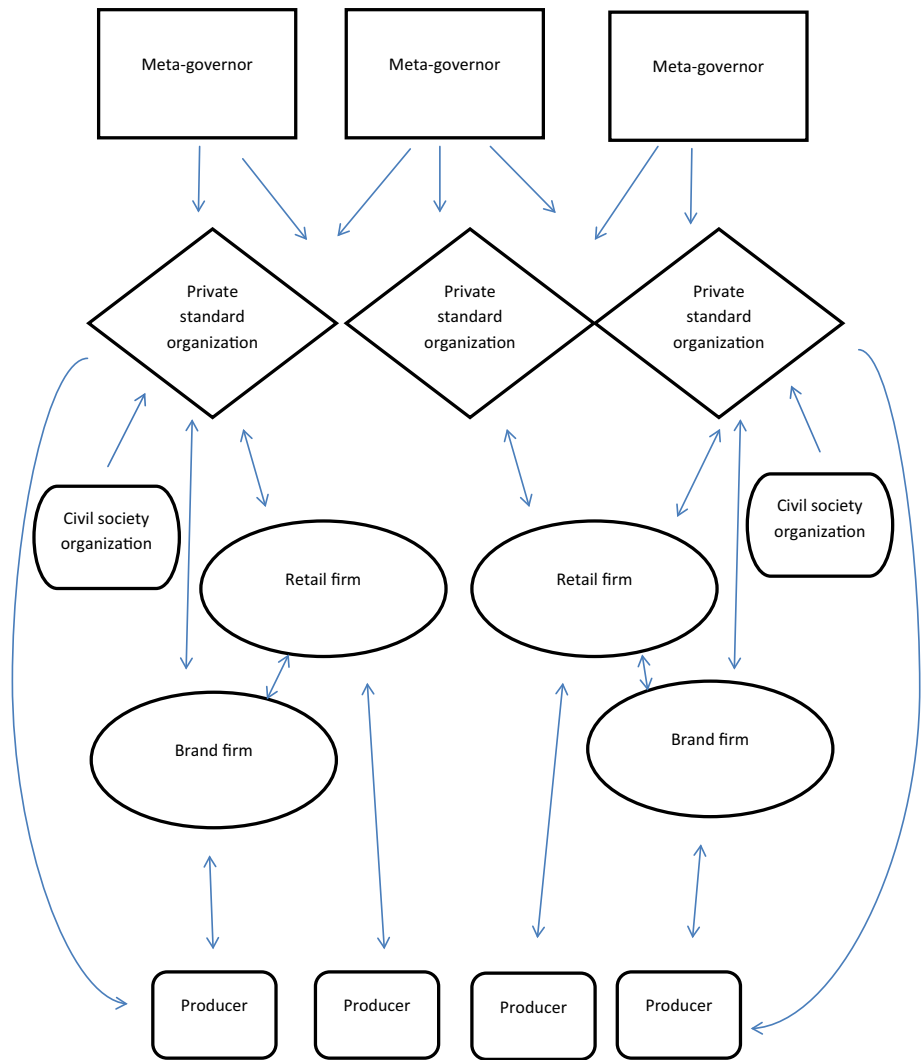 Meta-governor
Meta-governor
Meta-governor
Private
standard
organization
Private
standard
organization
Private
standard
organization
Civil society
organization
Civil society
organization
Retail firm
Retail firm
Brand firm
Brand firm
Producer
Producer
Producer
Producer